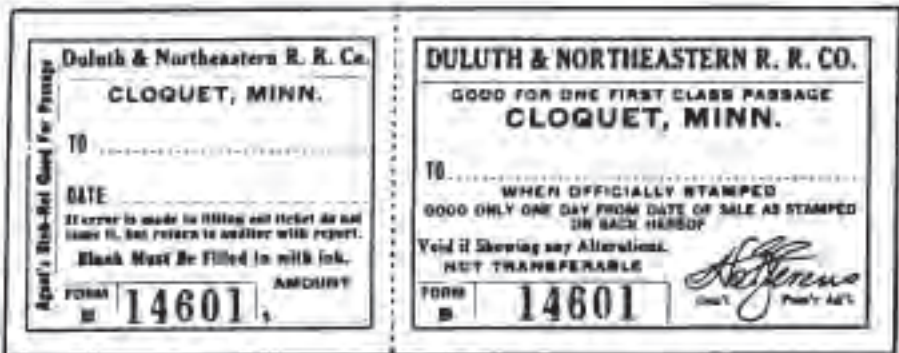 Agent's Stub-Not Good For Passage
Duluth & Northeastern R. R. Co.
CLOQUET, MINN.
TO
DATE
If error is made in filling out ticket do not
issue it, but return to auditor with report.
Blank Must Be Filled in with ink.
FORM
14601
AMOUNT
$
DULUTH & NORTHEASTERN R. R. CO.
GOOD FOR ONE FIRST CLASS PASSAGE
CLOQUET, MINN.
TO
WHEN OFFICIALLY STAMPED
GOOD ONLY ONE DAY FROM DATE OF SALE AS STAMPED
ON BACK HEREOF
Void if Showing any Alterations.
NOT TRANSFERABLE
FORM
14601
Gen'l Pass'r Ag't.